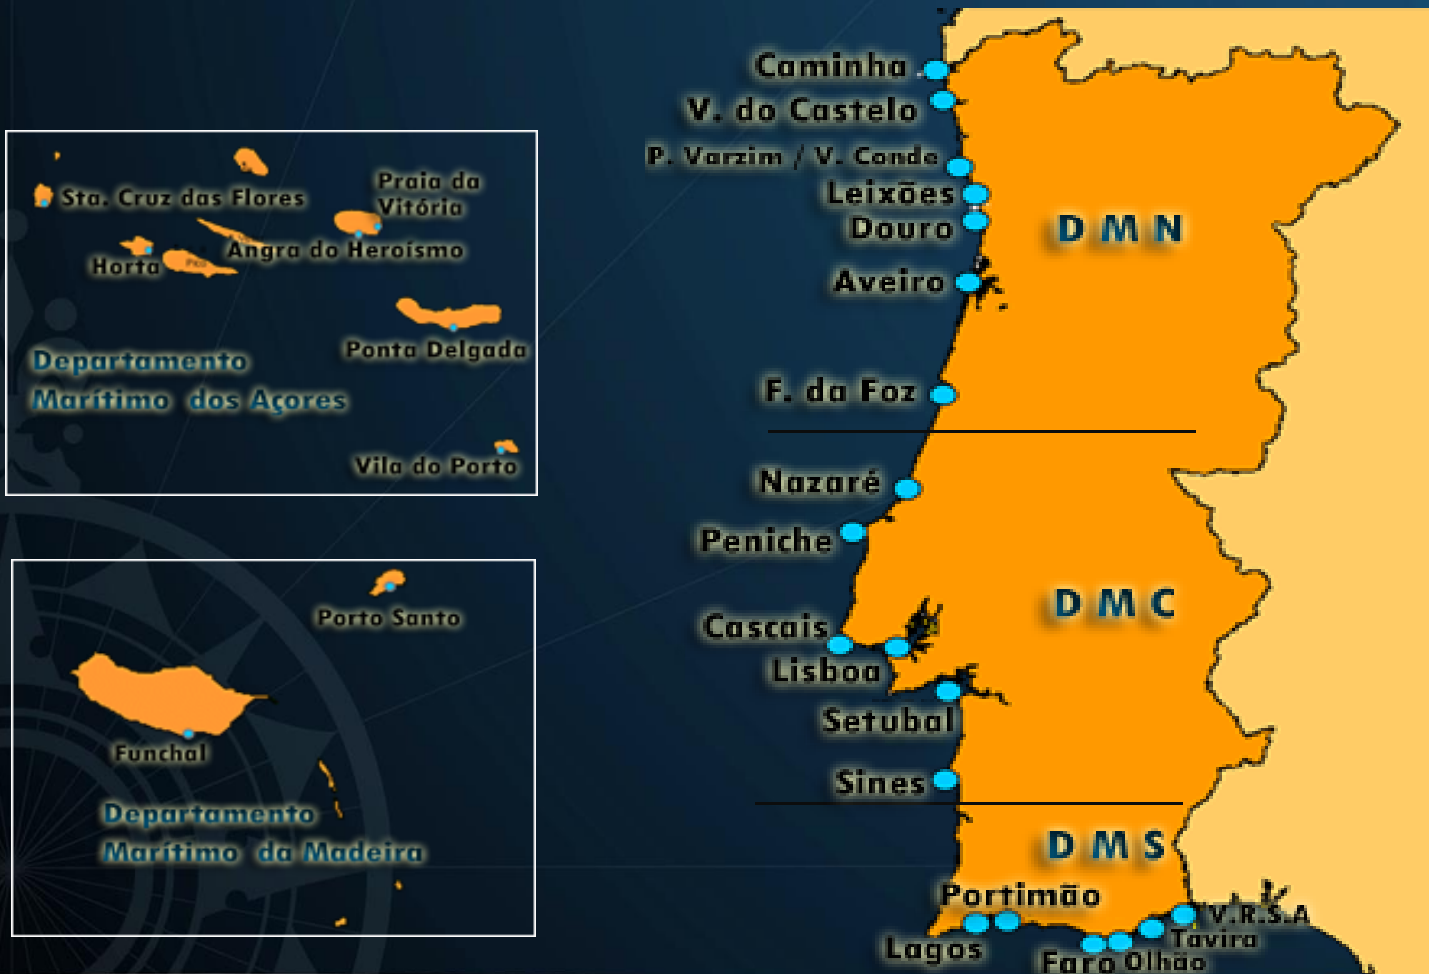 Sta. Cruz das Flores
Praia da
Vitória
Angra do Heroísmo
Horta
Pico
Ponta Delgada
Departamento
Marítimo dos Açores
Vila do Porto
Porto Santo
Funchal
Departamento
Marítimo da Madeira
Caminha
V. do Castelo
P. Varzim / V. Conde
Leixões
Douro
D M N
Aveiro
F. da Foz
Nazaré
Peniche
D M C
Cascais
Lisboa
Setubal
Sines
D M S
Portimão
V.R.S.A
Tavira
Lagos
Faro Olhão